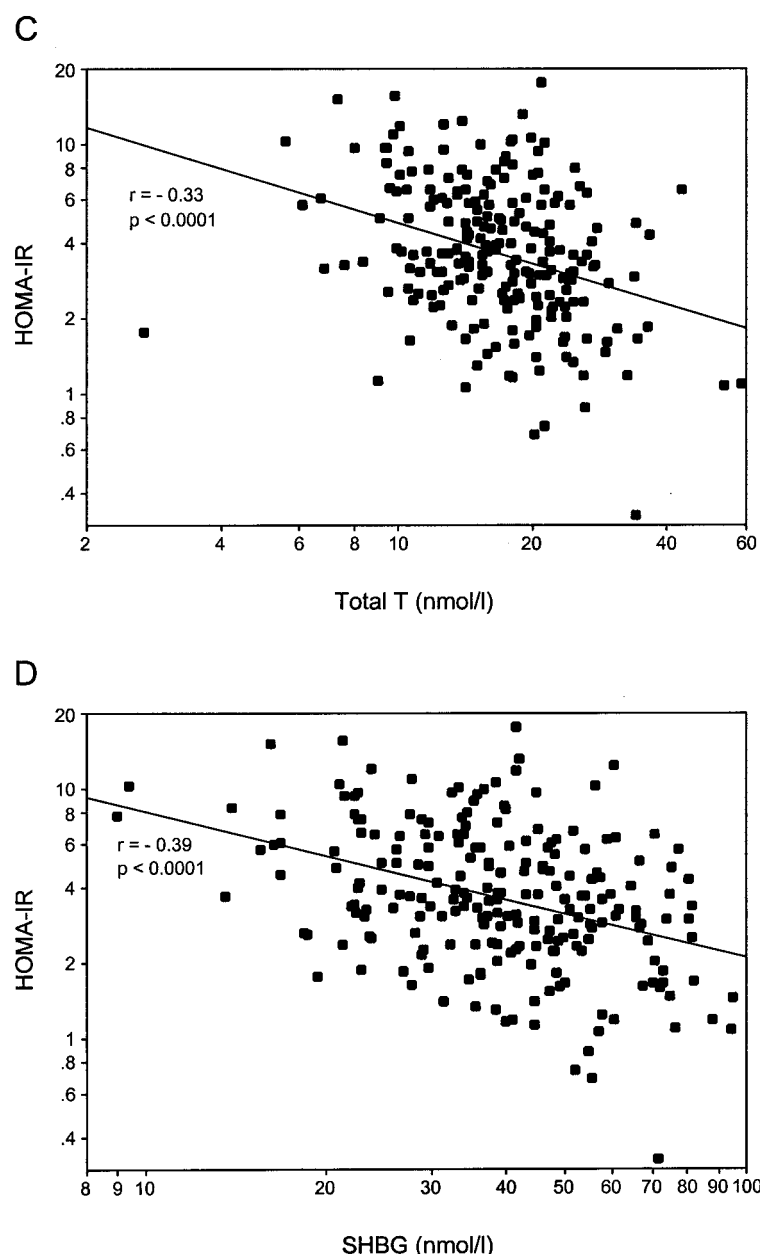 C
20
10
8
6
4
2
1
.8
.6
.4
HOMA-IR
r = - 0.33
p < 0.0001
2 4 6 8 10 20 40 60
Total T (nmol/l)
D
20
10
8
6
4
2
1
.8
.6
.4
HOMA-IR
r = - 0.39
p < 0.0001
8 9 10 20 30 40 50 60 70 80 90 100
SHBG (nmol/l)